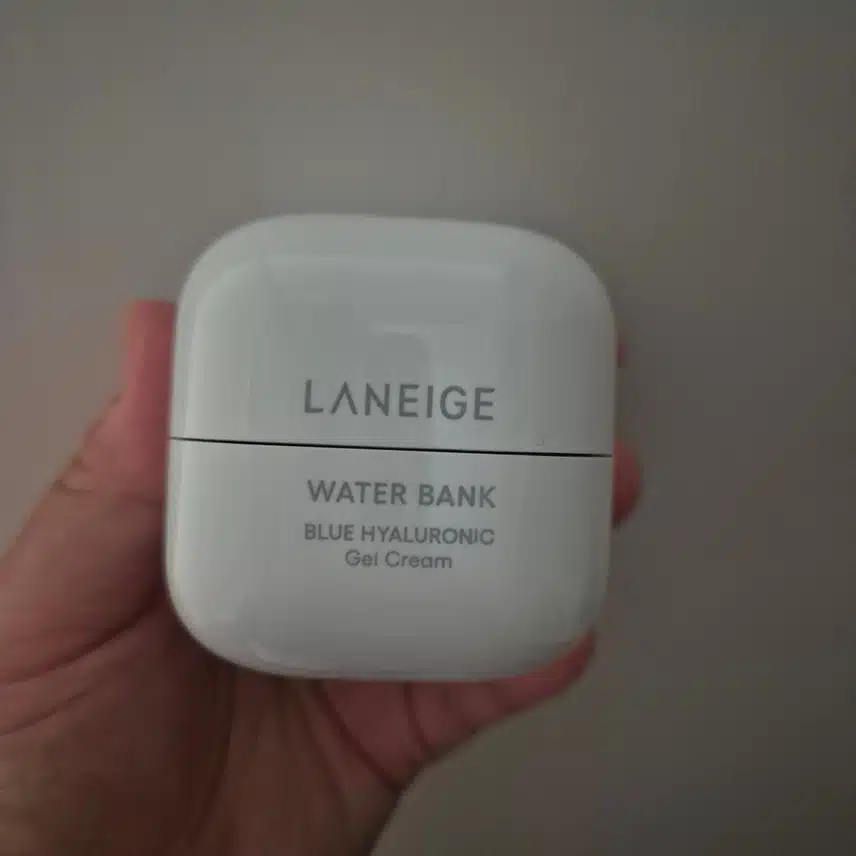 LANEIGE
WATER BANK
BLUE HYALURONIC
Gel Cream